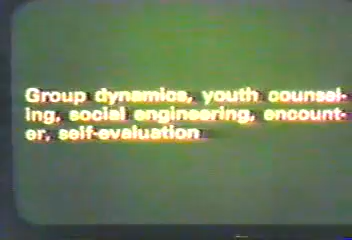 Group dynamics, youth counsel-
ing, social engineering, encount-
er, self-evaluation